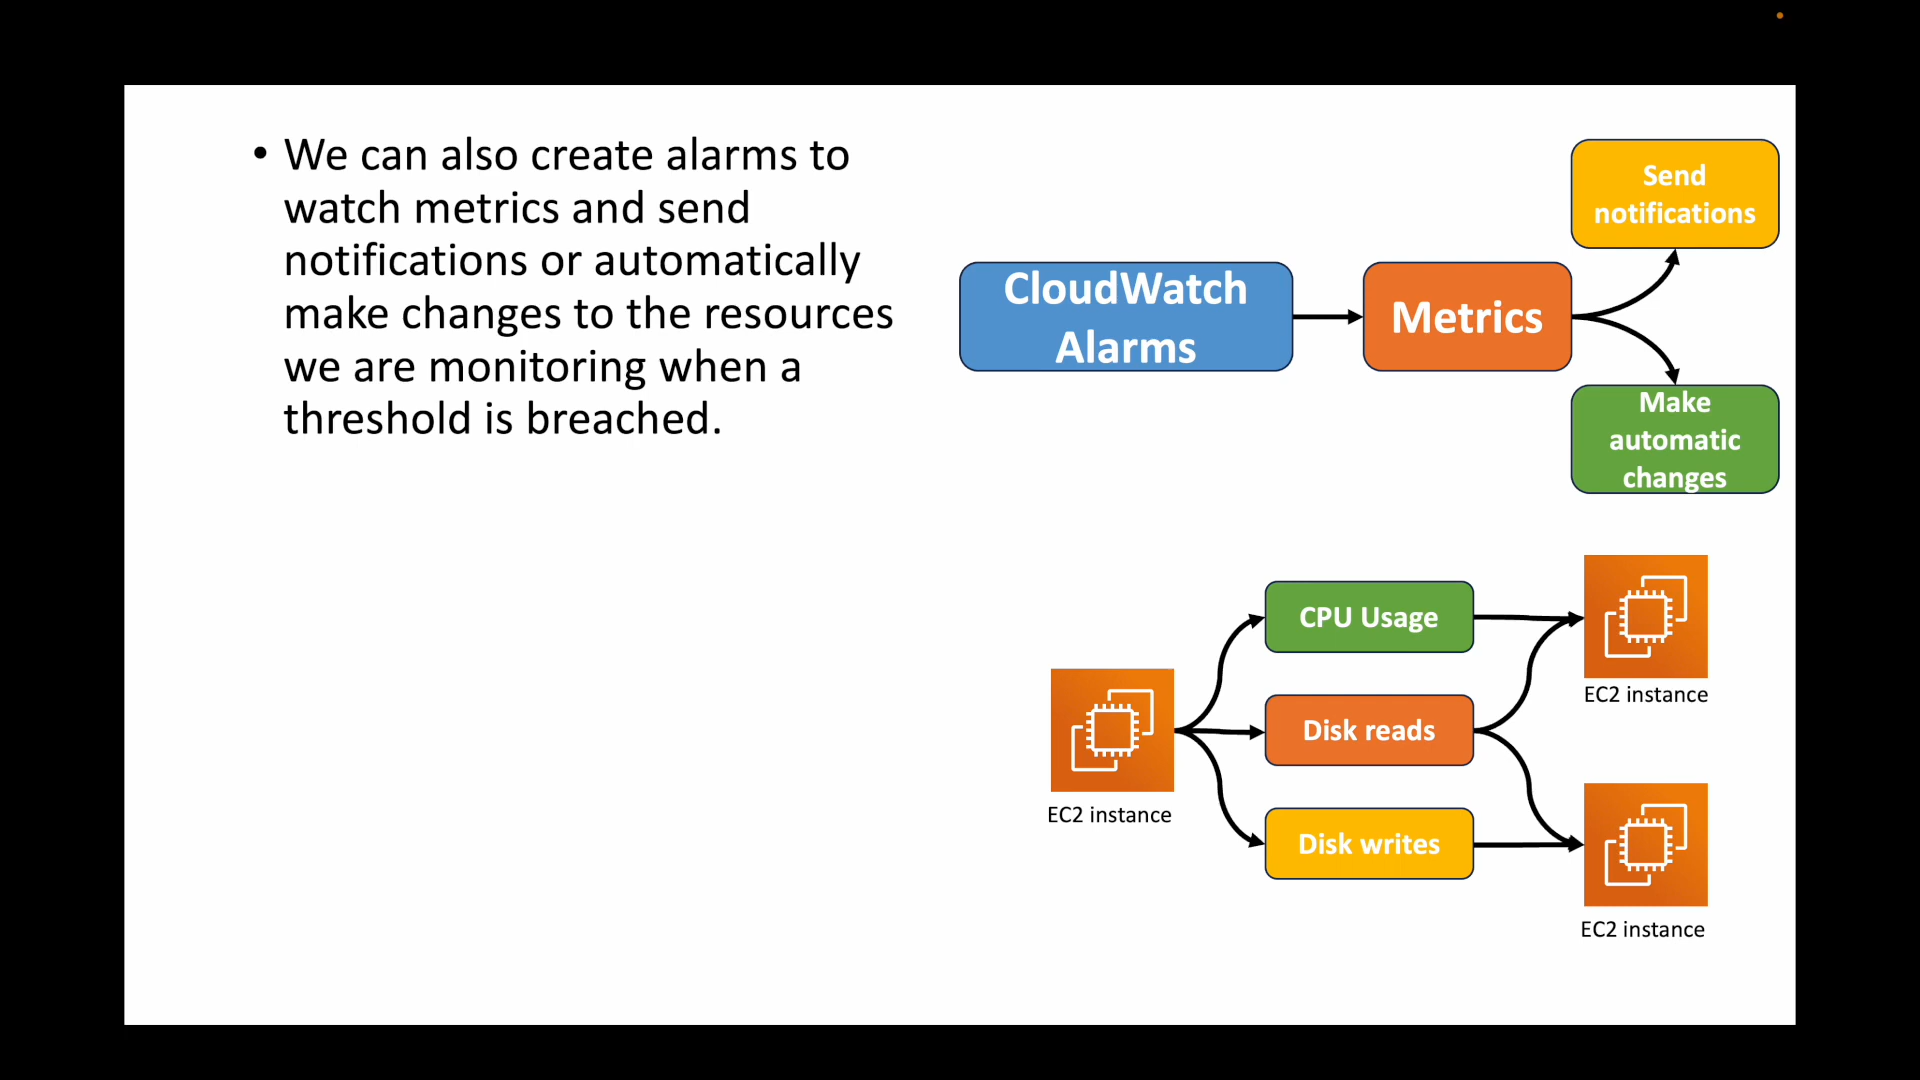 • We can also create alarms to
watch metrics and send
notifications or automatically
make changes to the resources
we are monitoring when a
threshold is breached.
CloudWatch
Alarms
Metrics
Send
notifications
Make
automatic
changes
EC2 instance
CPU Usage
Disk reads
Disk writes
EC2 instance
EC2 instance